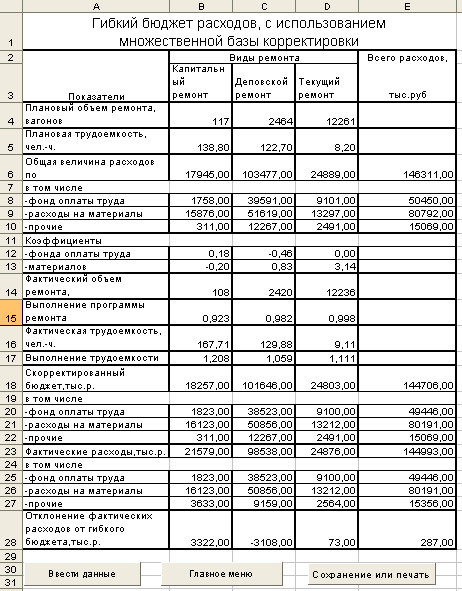 A B C D E
1 Гибкий бюджет расходов, с использованием
множественной базы корректировки
2 Виды ремонта Всего расходов,
3 Показатели Капитальн Деповской Текущий тыс.руб
ый ремонт ремонт
ремонт
4 Плановый объем ремонта,
вагонов 117 2464 12261
5 Плановая трудоемкость,
чел.-ч. 138,80 122,70 8,20
6 Общая величина расходов
по 17945,00 103477,00 24889,00 146311,00
7 в том числе
8 -фонд оплаты труда 1758,00 39591,00 9101,00 50450,00
9 -расходы на материалы 15876,00 51619,00 13297,00 80792,00
10 -прочие 311,00 12267,00 2491,00 15069,00
11 Коэффициенты
12 -фонда оплаты труда 0,18 -0,46 0,00
13 -материалов -0,20 0,83 3,14
14 Фактический объем
ремонта, 108 2420 12236
15 Выполнение программы
ремонта 0,923 0,982 0,998
16 Фактическая трудоемкость,
чел.-ч. 167,71 129,88 9,11
17 Выполнение трудоемкости 1,208 1,059 1,111
18 Скорректированный
бюджет,тыс.р. 18257,00 101646,00 24803,00 144706,00
19 в том числе
20 -фонд оплаты труда 1823,00 38523,00 9100,00 49446,00
21 -расходы на материалы 16123,00 50856,00 13212,00 80191,00
22 -прочие 311,00 12267,00 2491,00 15069,00
23 Фактические расходы,тыс.р. 21579,00 98538,00 24876,00 144993,00
24 в том числе
25 -фонд оплаты труда 1823,00 38523,00 9100,00 49446,00
26 -расходы на материалы 16123,00 50856,00 13212,00 80191,00
27 -прочие 3633,00 9159,00 2564,00 15356,00
28 Отклонение фактических
расходов от гибкого
бюджета,тыс.р. 3322,00 -3108,00 73,00 287,00
29
30 Ввести данные Главное меню Сохранение или печать
31